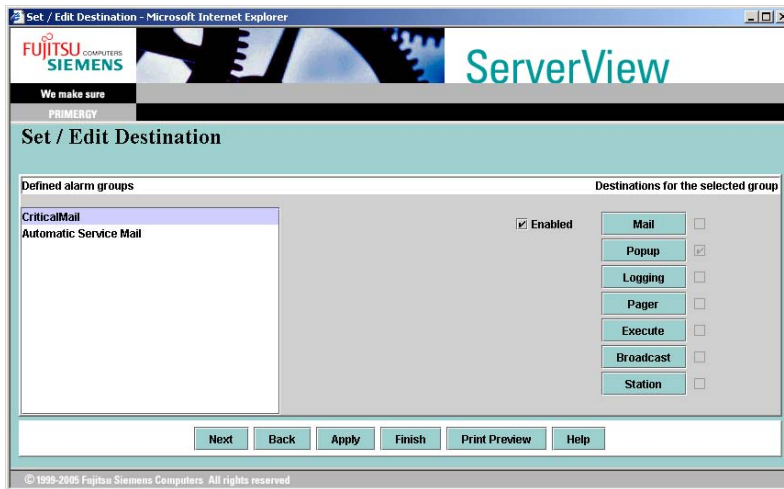 Set / Edit Destination - Microsoft Internet Explorer
FUJITSU COMPUTERS
SIEMENS
ServerView
We make sure
PRIMERGY
Set / Edit Destination
Defined alarm groups
Destinations for the selected group
CriticalMail
Automatic Service Mail
Enabled
Mail
Popup
Logging
Pager
Execute
Broadcast
Station
Next Back Apply Finish Print Preview Help
© 1999-2005 Fujitsu Siemens Computers All rights reserved